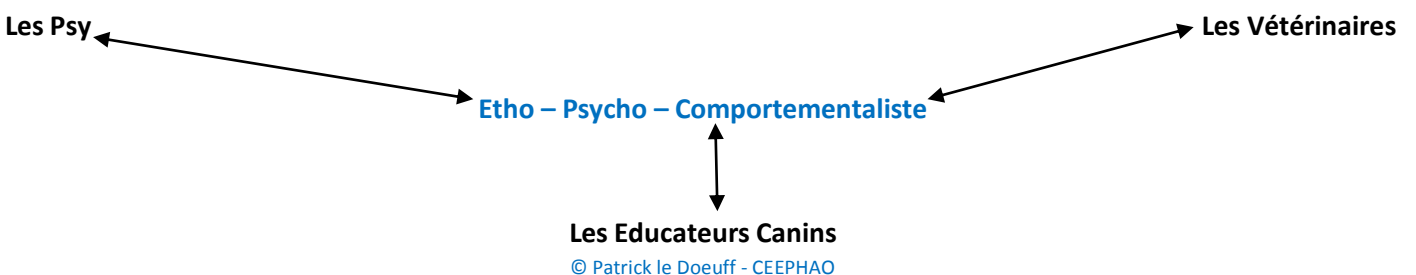 Les Psy
Les Vétérinaires
Etho – Psycho – Comportementaliste
Les Educateurs Canins
© Patrick le Doeuff - CEEPHAO